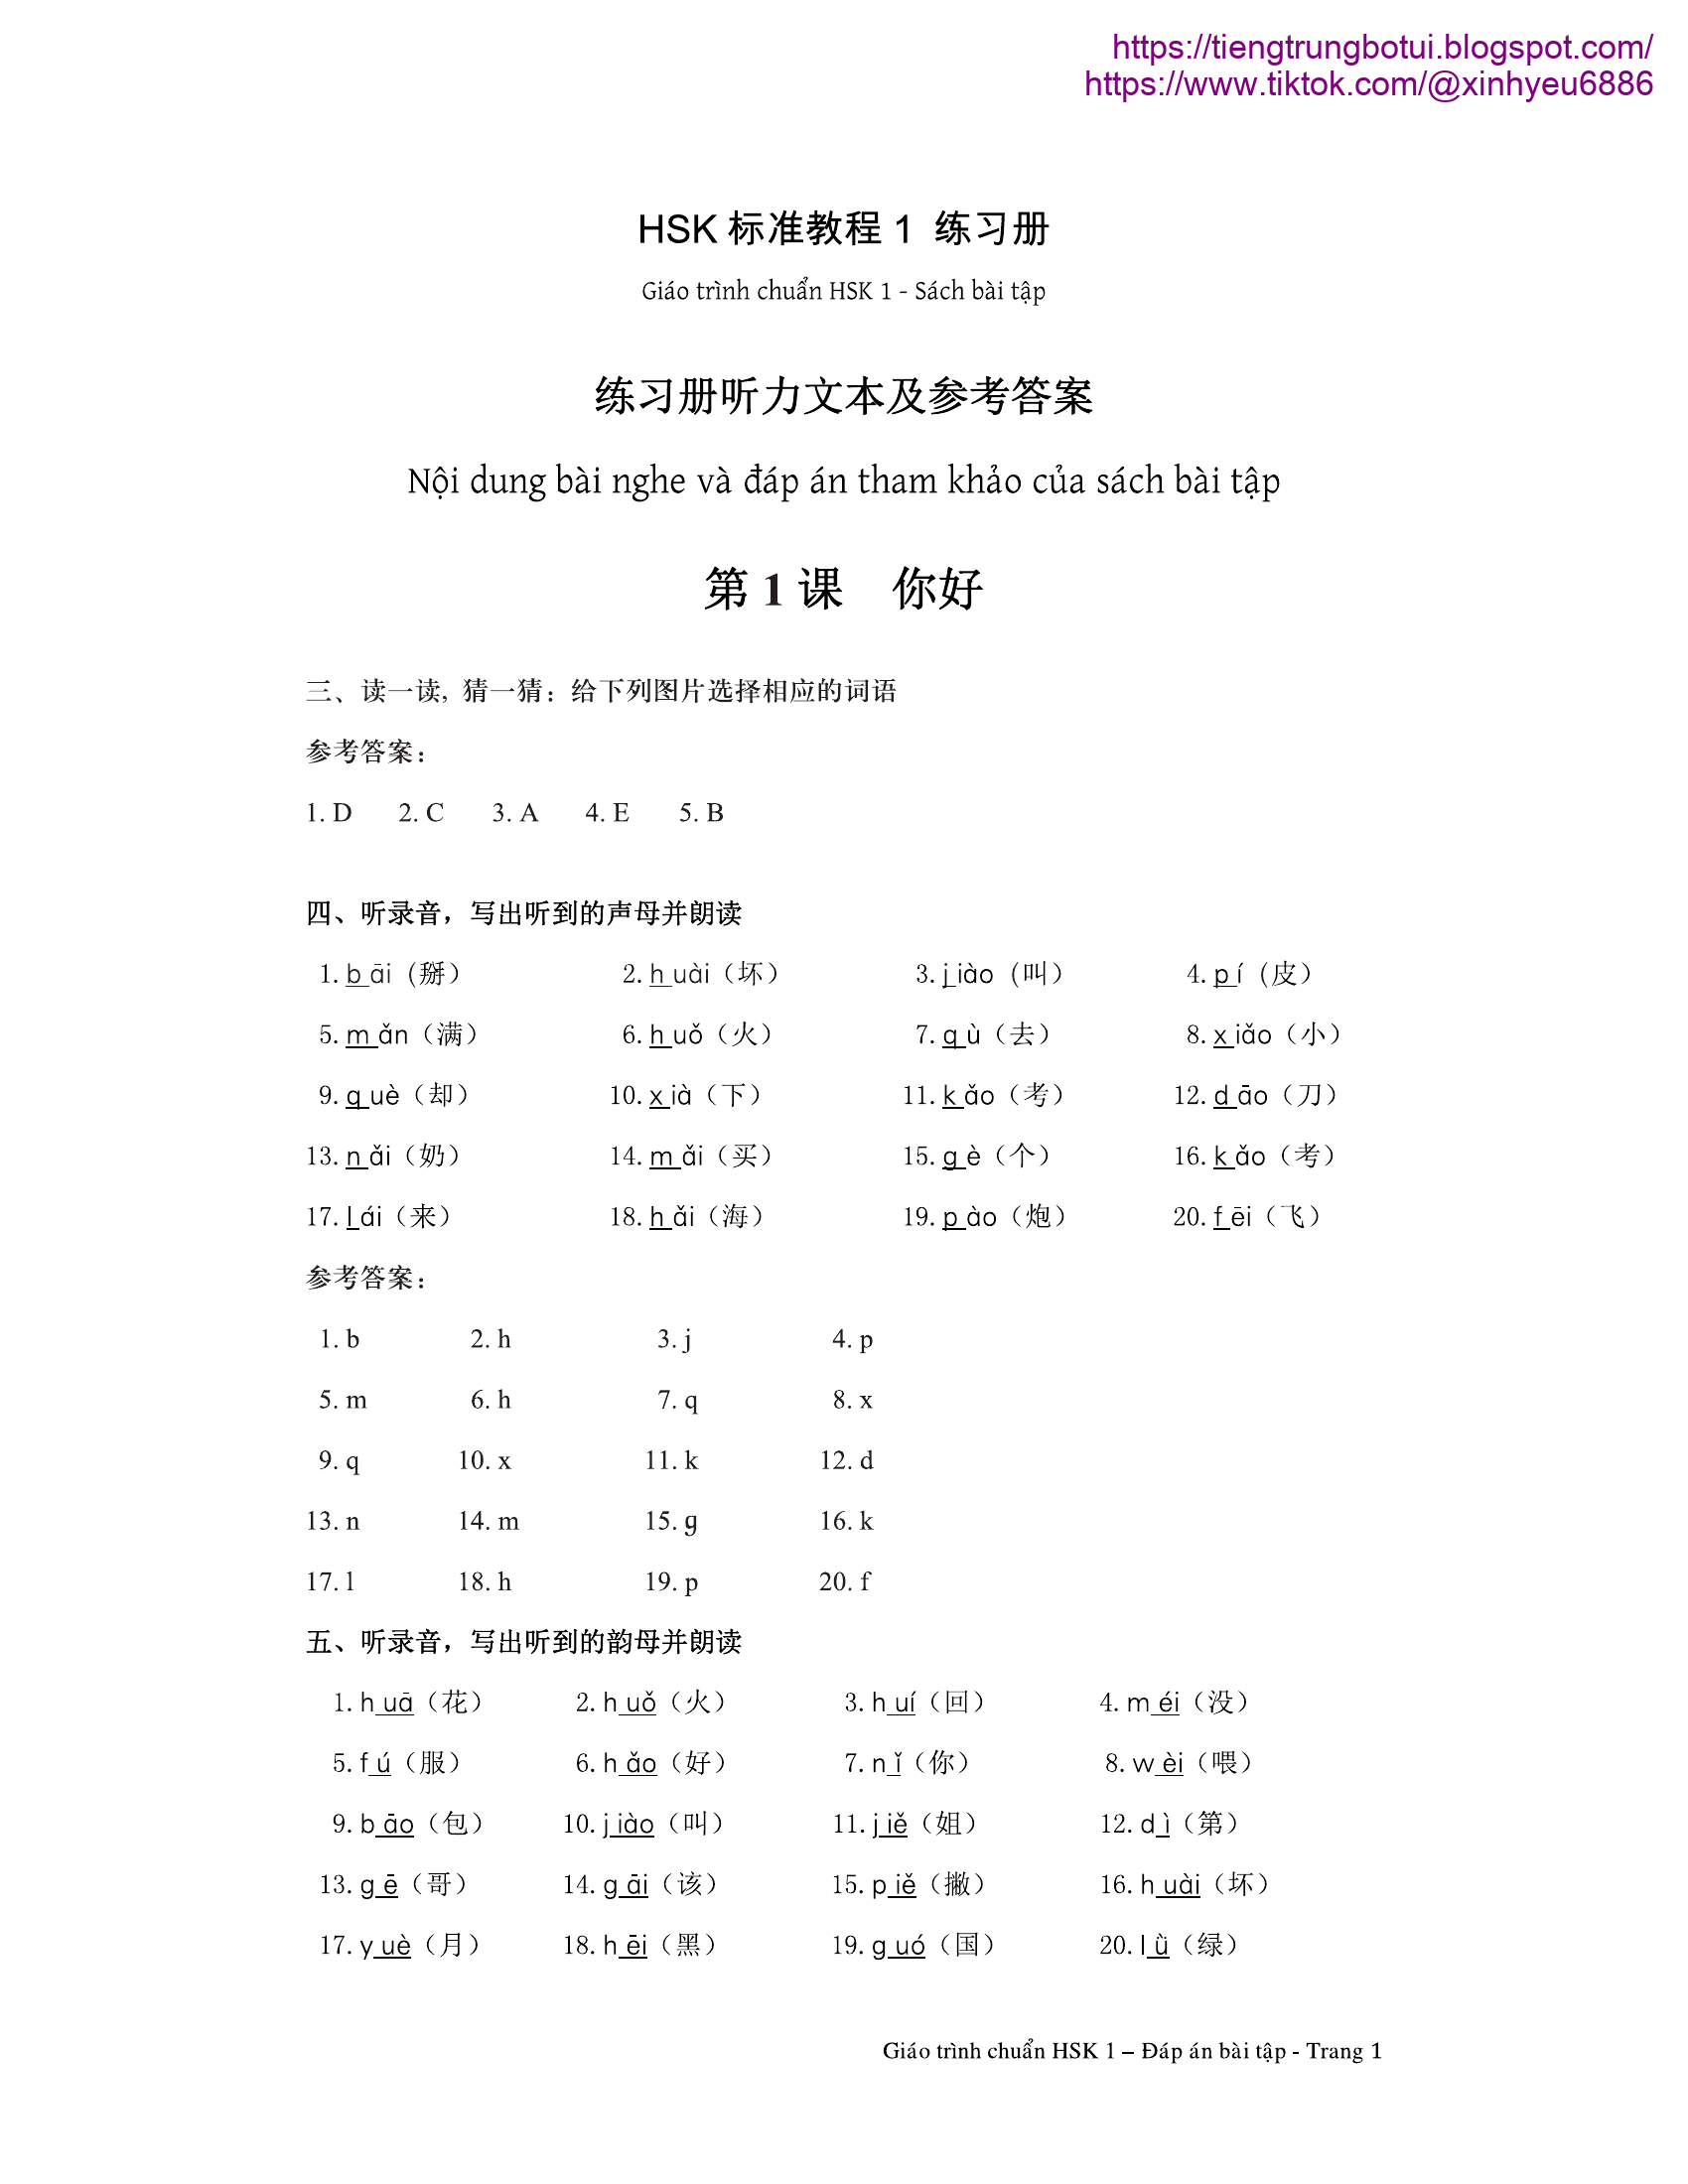 https://tiengtrungbotui.blogspot.com/
https://www.tiktok.com/@xinhyeu6886
HSK 标准教程 1 练习册
Giáo trình chuẩn HSK 1 - Sách bài tập
练习册听力文本及参考答案
Nội dung bài nghe và đáp án tham khảo của sách bài tập
第 1 课 你好
三、读一读, 猜一猜：给下列图片选择相应的词语
参考答案：
1. D 2. C 3. A 4. E 5. B
四、听录音，写出听到的声母并朗读
1. b āi (掰） 2. h uài（坏） 3. j iào (叫） 4. p í (皮）
5. m ǎn（满） 6. h uǒ（火） 7. q ù（去） 8. x iǎo（小）
9. q uè（却） 10. x ià（下） 11. k ǎo（考） 12. d āo（刀）
13. n ǎi（奶） 14. m ǎi（买） 15. g è（个） 16. k ǎo（考）
17. l ái（来） 18. h ǎi（海） 19. p ào（炮） 20. f ēi（飞）
参考答案：
1. b 2. h 3. j 4. p
5. m 6. h 7. q 8. x
9. q 10. x 11. k 12. d
13. n 14. m 15. g 16. k
17. l 18. h 19. p 20. f
五、听录音，写出听到的韵母并朗读
1. h uā（花） 2. h uǒ（火） 3. h uí（回） 4. m éi（没）
5. f ú（服） 6. h ǎo（好） 7. n ǐ（你） 8. w èi（喂）
9. b āo（包） 10. j iào（叫） 11. j iě（姐） 12. d ì（第）
13. g ē（哥） 14. g āi（该） 15. p iě（撇） 16. h uài（坏）
17. y uè（月） 18. h ēi（黑） 19. g uó（国） 20. l ǜ（绿）
Giáo trình chuẩn HSK 1 – Đáp án bài tập - Trang 1